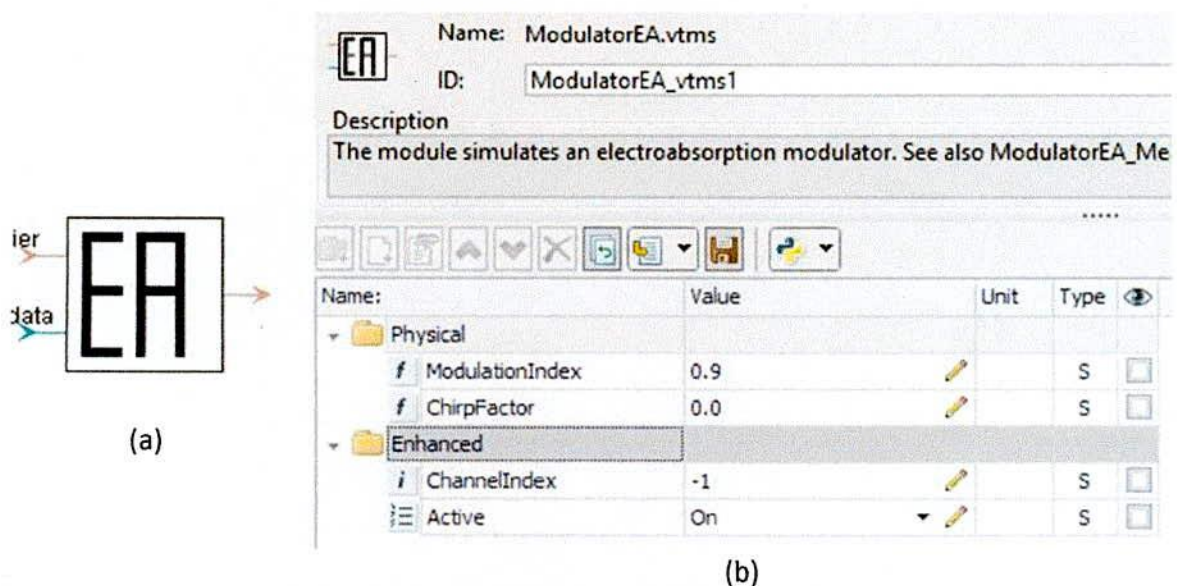 EA
Name: ModulatorEA.vtms
ID: ModulatorEA_vtms1
Description
The module simulates an electroabsorption modulator. See also ModulatorEA_Me
ier
data
EA
(a)
Name: Value Unit Type
Physical
f ModulationIndex 0.9 S
f ChirpFactor 0.0 S
Enhanced
i ChannelIndex -1 S
Active On S
(b)